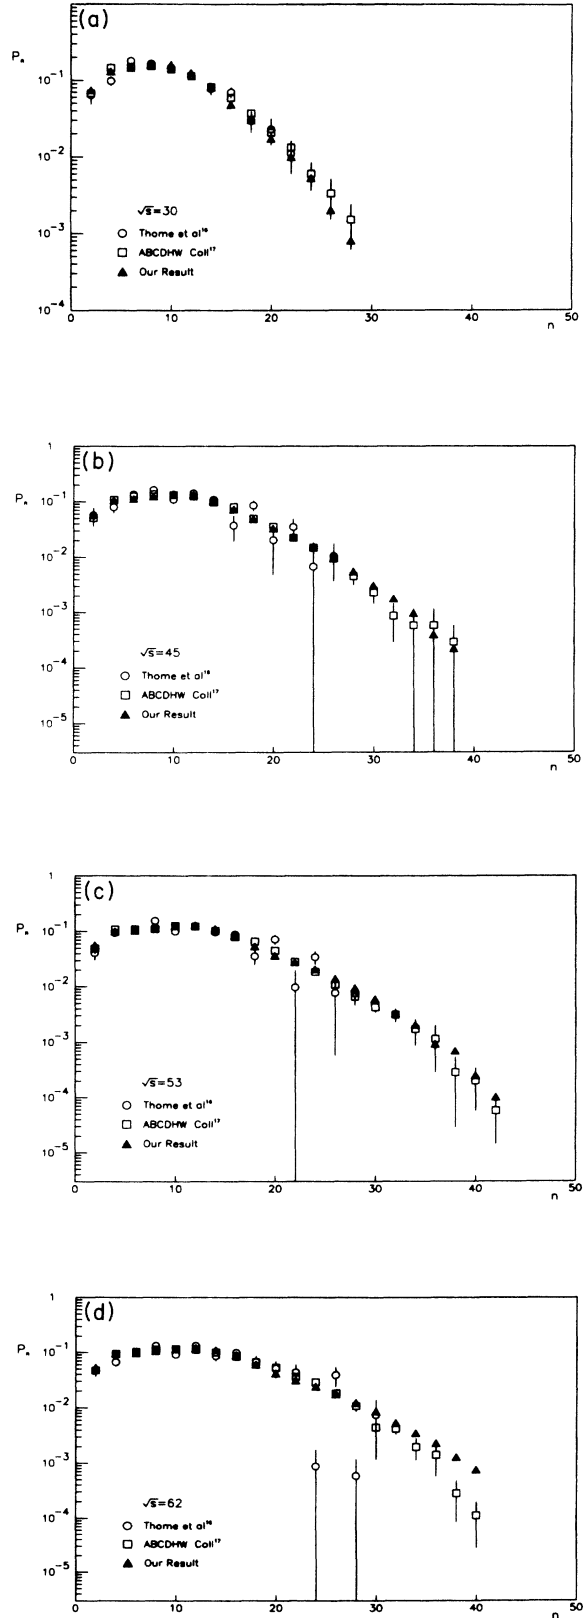 (a)
Pₙ
10⁻¹
10⁻²
10⁻³
10⁻⁴
√s=30
Thome et al¹⁶
ABCDHW Coll¹⁷
Our Result
0 10 20 30 40 50
n
(b)
1
Pₙ
10⁻¹
10⁻²
10⁻³
10⁻⁴
10⁻⁵
√s=45
Thome et al¹⁶
ABCDHW Coll¹⁷
Our Result
0 10 20 30 40 50
n
(c)
1
Pₙ
10⁻¹
10⁻²
10⁻³
10⁻⁴
10⁻⁵
√s=53
Thome et al¹⁶
ABCDHW Coll¹⁷
Our Result
0 10 20 30 40 50
n
(d)
1
Pₙ
10⁻¹
10⁻²
10⁻³
10⁻⁴
10⁻⁵
√s=62
Thome et al¹⁶
ABCDHW Coll¹⁷
Our Result
0 10 20 30 40 50
n